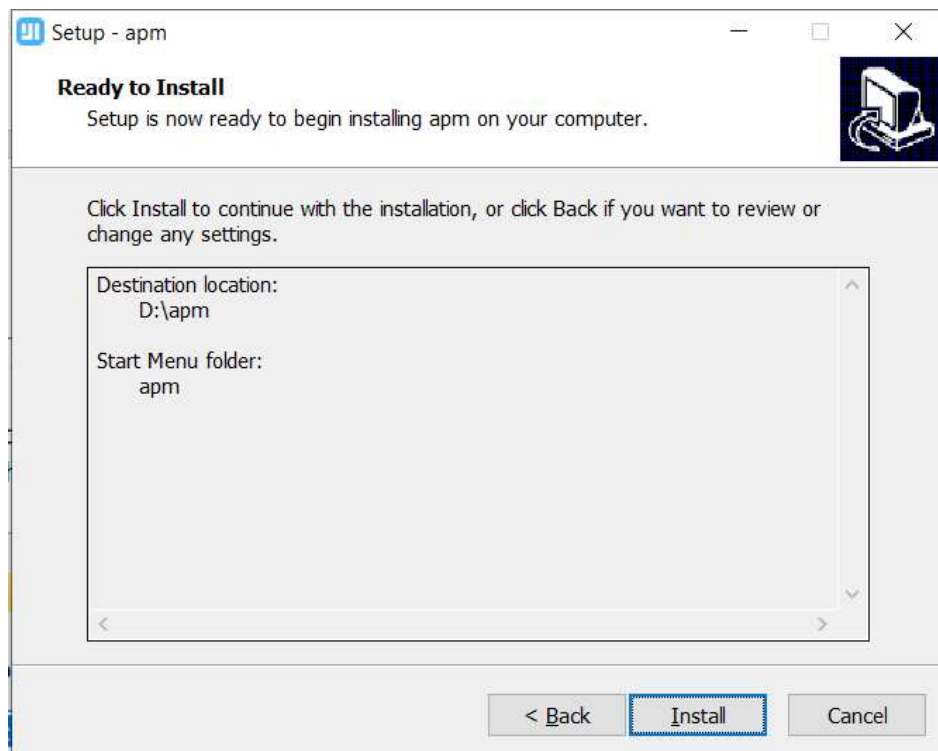 Setup - apm
Ready to Install
Setup is now ready to begin installing apm on your computer.
Click Install to continue with the installation, or click Back if you want to review or
change any settings.
Destination location:
D:\apm
Start Menu folder:
apm
< Back
Install
Cancel